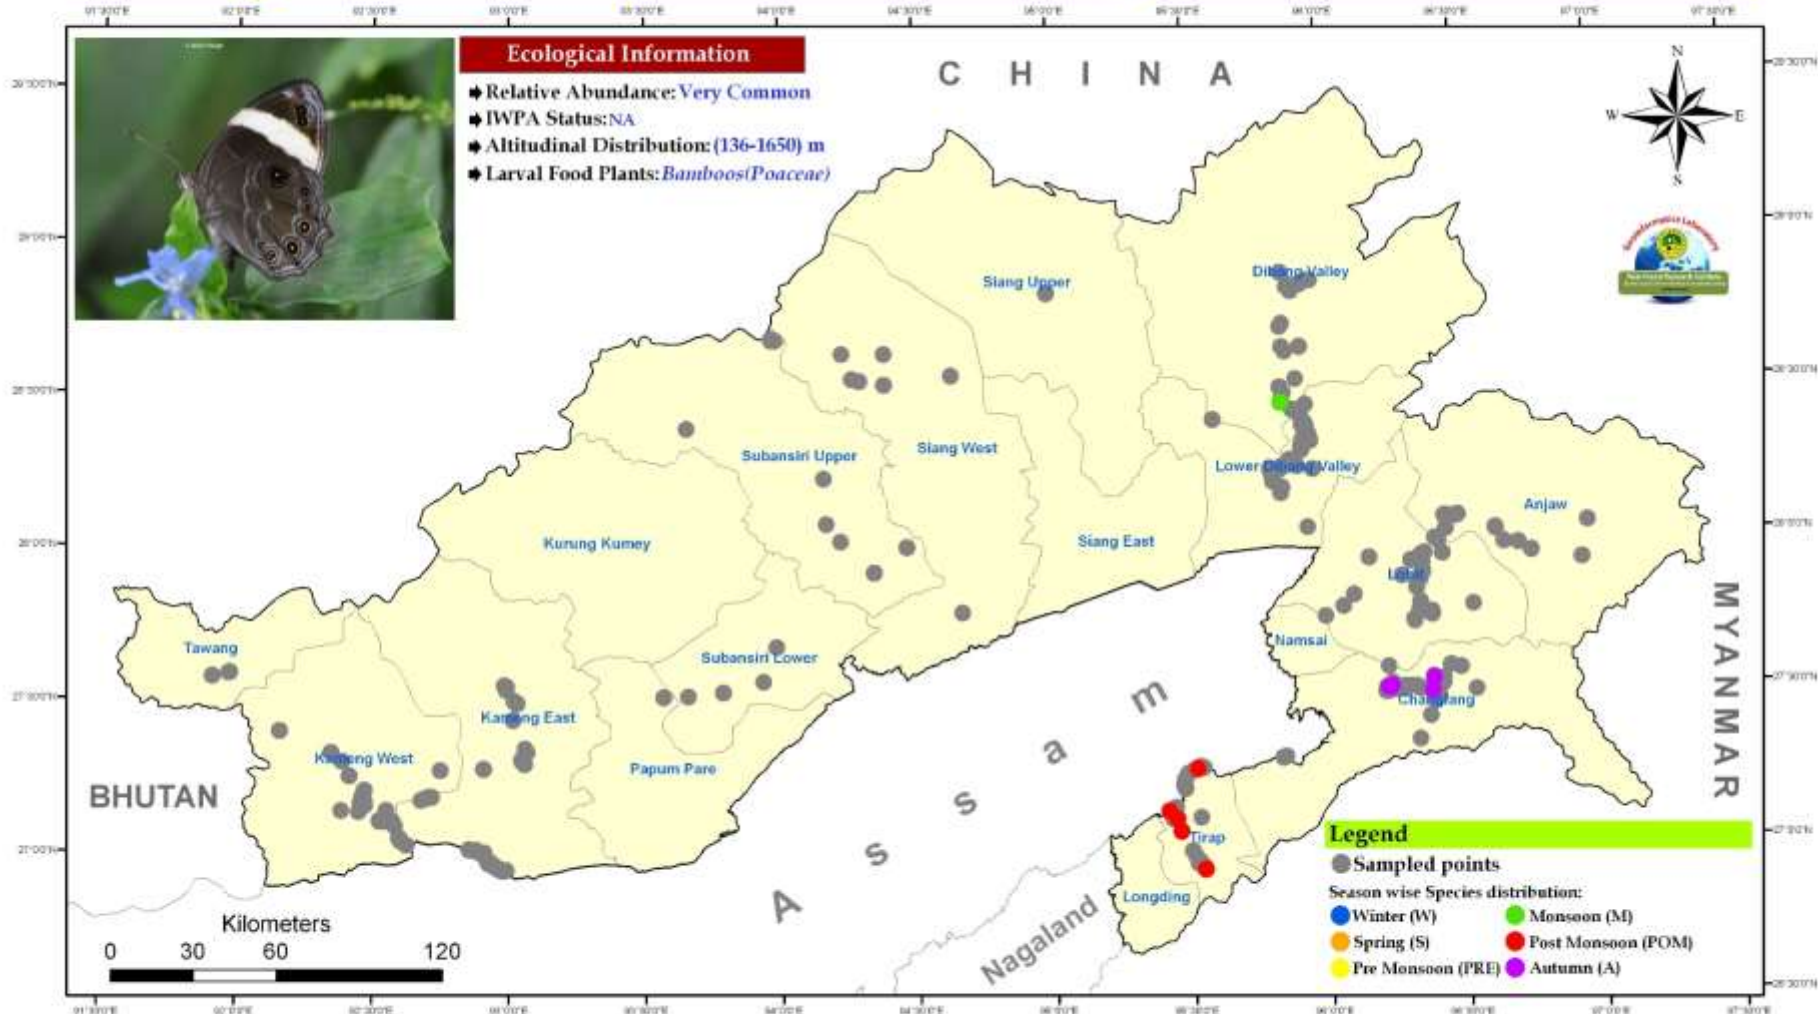 C H I N A
Ecological Information
Relative Abundance: Very Common
IWPA Status: NA
Altitudinal Distribution: (136-1650) m
Larval Food Plants: Bamboos(Poaceae)
N
W E
S
Siang Upper
Dibang Valley
Subansiri Upper
Siang West
Lower Dibang Valley
Anjaw
Kurung Kumey
Siang East
Lohit
Namsai
Tawang
Subansiri Lower
Changlang
Kameng East
Kameng West
Papum Pare
BHUTAN
MYANMAR
A s s a m
Tirap
Longding
Nagaland
Kilometers
0 30 60 120
Legend
Sampled points
Season wise Species distribution:
Winter (W) Monsoon (M)
Spring (S) Post Monsoon (POM)
Pre Monsoon (PRE) Autumn (A)